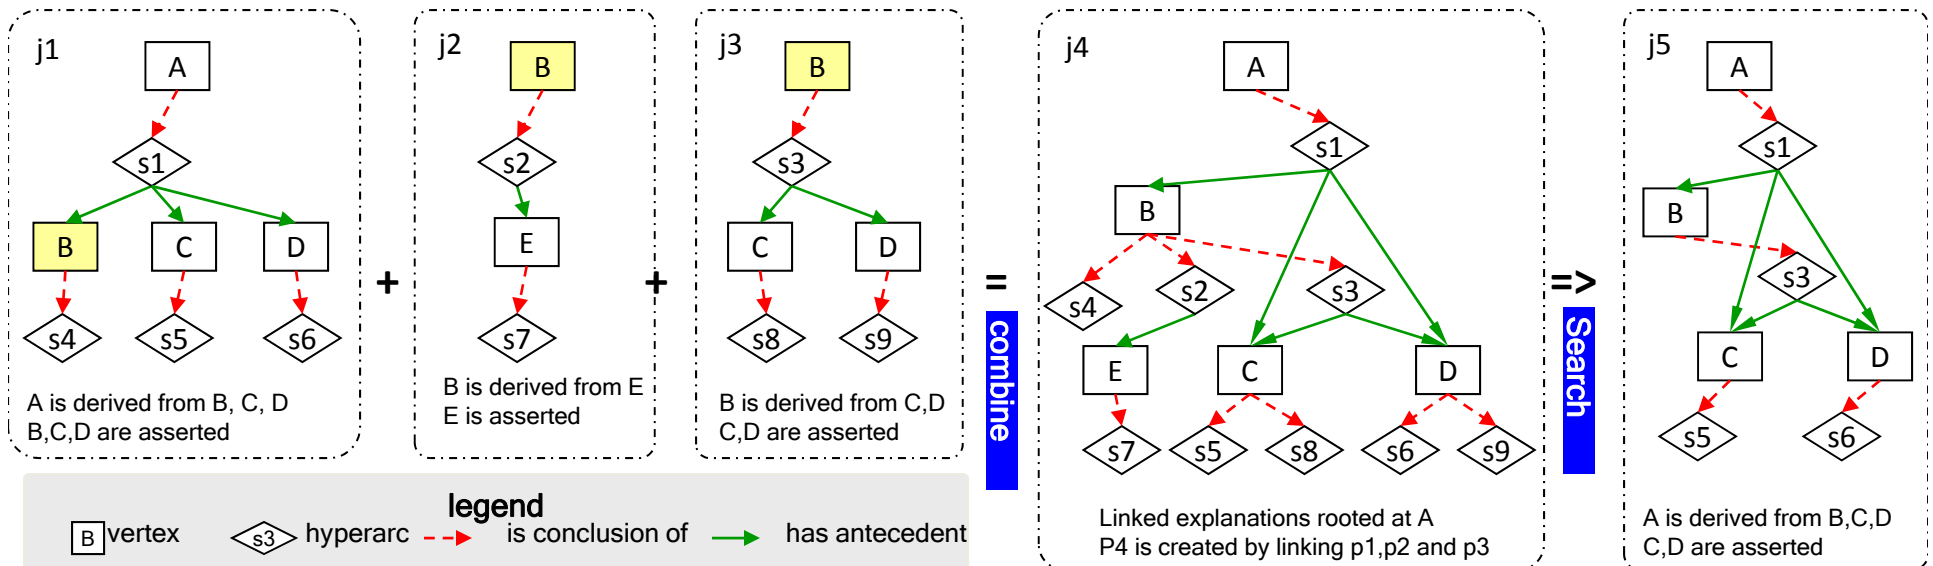 j1
A
s1
B
C
D
s4
s5
s6
A is derived from B, C, D
B,C,D are asserted
+
j2
B
s2
E
s7
B is derived from E
E is asserted
+
j3
B
s3
C
D
s8
s9
B is derived from C,D
C,D are asserted
=
combine
j4
A
s1
B
s4
s2
s3
E
C
D
s7
s5
s8
s6
s9
Linked explanations rooted at A
P4 is created by linking p1,p2 and p3
=>
Search
j5
A
s1
B
s3
C
D
s5
s6
A is derived from B,C,D
C,D are asserted
legend
B vertex
s3 hyperarc
is conclusion of
has antecedent